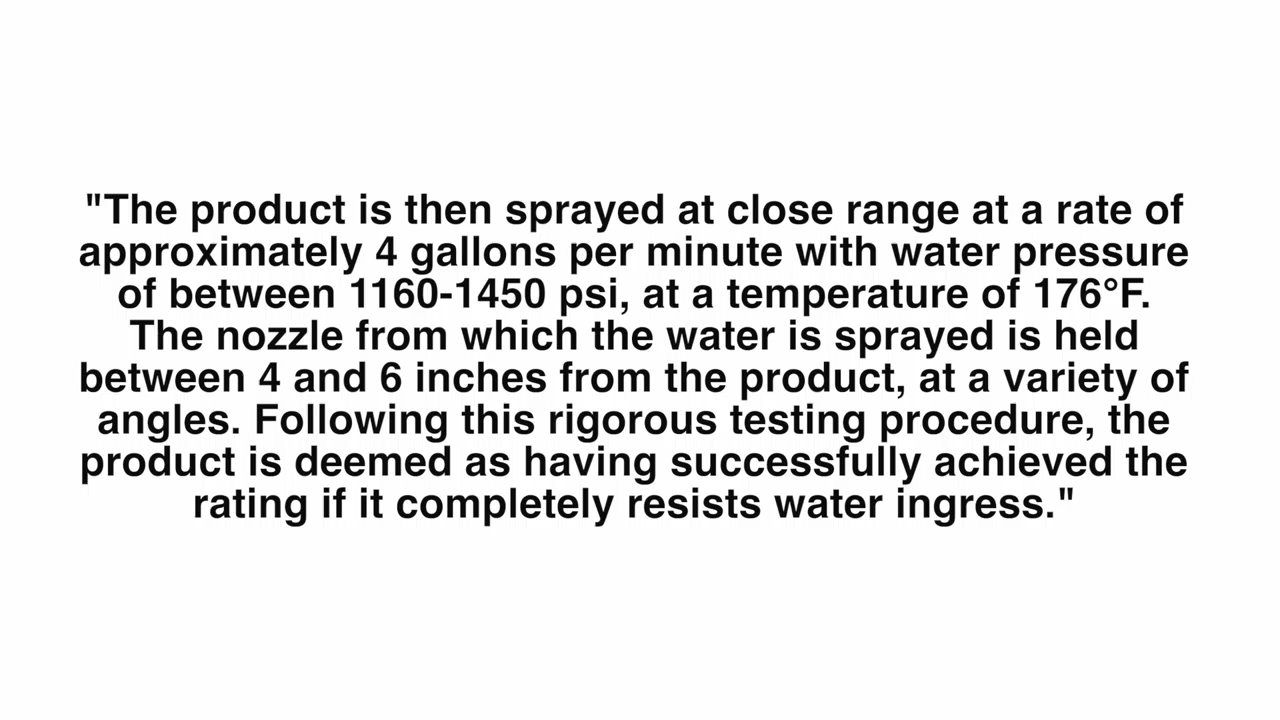 "The product is then sprayed at close range at a rate of
approximately 4 gallons per minute with water pressure
of between 1160-1450 psi, at a temperature of 176°F.
The nozzle from which the water is sprayed is held
between 4 and 6 inches from the product, at a variety of
angles. Following this rigorous testing procedure, the
product is deemed as having successfully achieved the
rating if it completely resists water ingress."